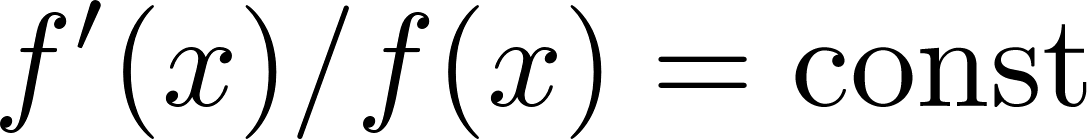 f′(x)/f(x) = const